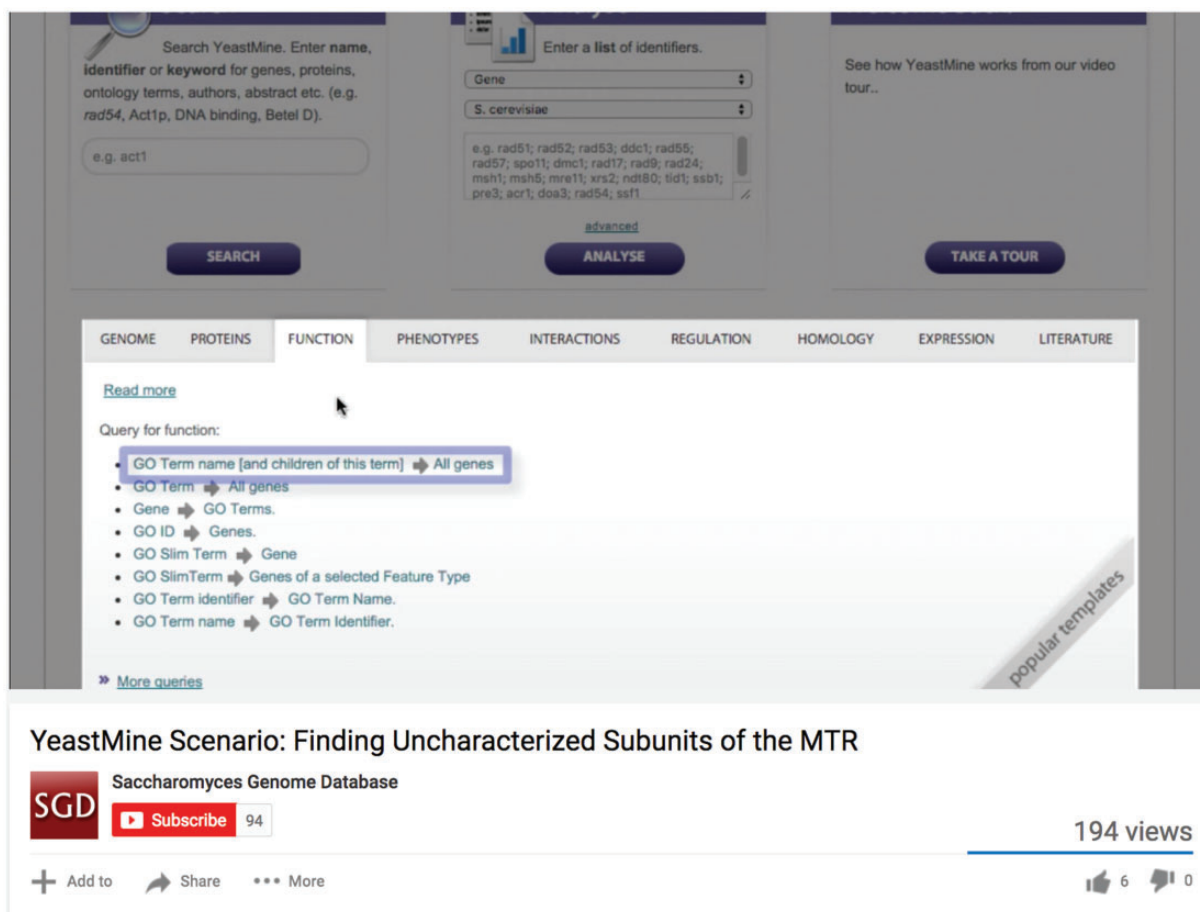 Search YeastMine. Enter name,
identifier or keyword for genes, proteins,
ontology terms, authors, abstract etc. (e.g.
rad54, Act1p, DNA binding, Betel D).
e.g. act1
SEARCH
Enter a list of identifiers.
Gene
S. cerevisiae
e.g. rad51; rad52; rad53; ddc1; rad55;
rad57; spo11; dmc1; rad17; rad9; rad24;
msh1; msh5; mre11; xrs2; ndt80; tid1; ssb1;
pre3; acr1; doa3; rad54; ssf1
advanced
ANALYSE
See how YeastMine works from our video
tour..
TAKE A TOUR
GENOME PROTEINS FUNCTION PHENOTYPES INTERACTIONS REGULATION HOMOLOGY EXPRESSION LITERATURE
Read more
Query for function:
• GO Term name [and children of this term] ➡ All genes
• GO Term ➡ All genes
• Gene ➡ GO Terms.
• GO ID ➡ Genes.
• GO Slim Term ➡ Gene
• GO SlimTerm ➡ Genes of a selected Feature Type
• GO Term identifier ➡ GO Term Name.
• GO Term name ➡ GO Term Identifier.
popular templates
» More queries
YeastMine Scenario: Finding Uncharacterized Subunits of the MTR
SGD
Saccharomyces Genome Database
Subscribe 94
194 views
Add to Share More
6 0